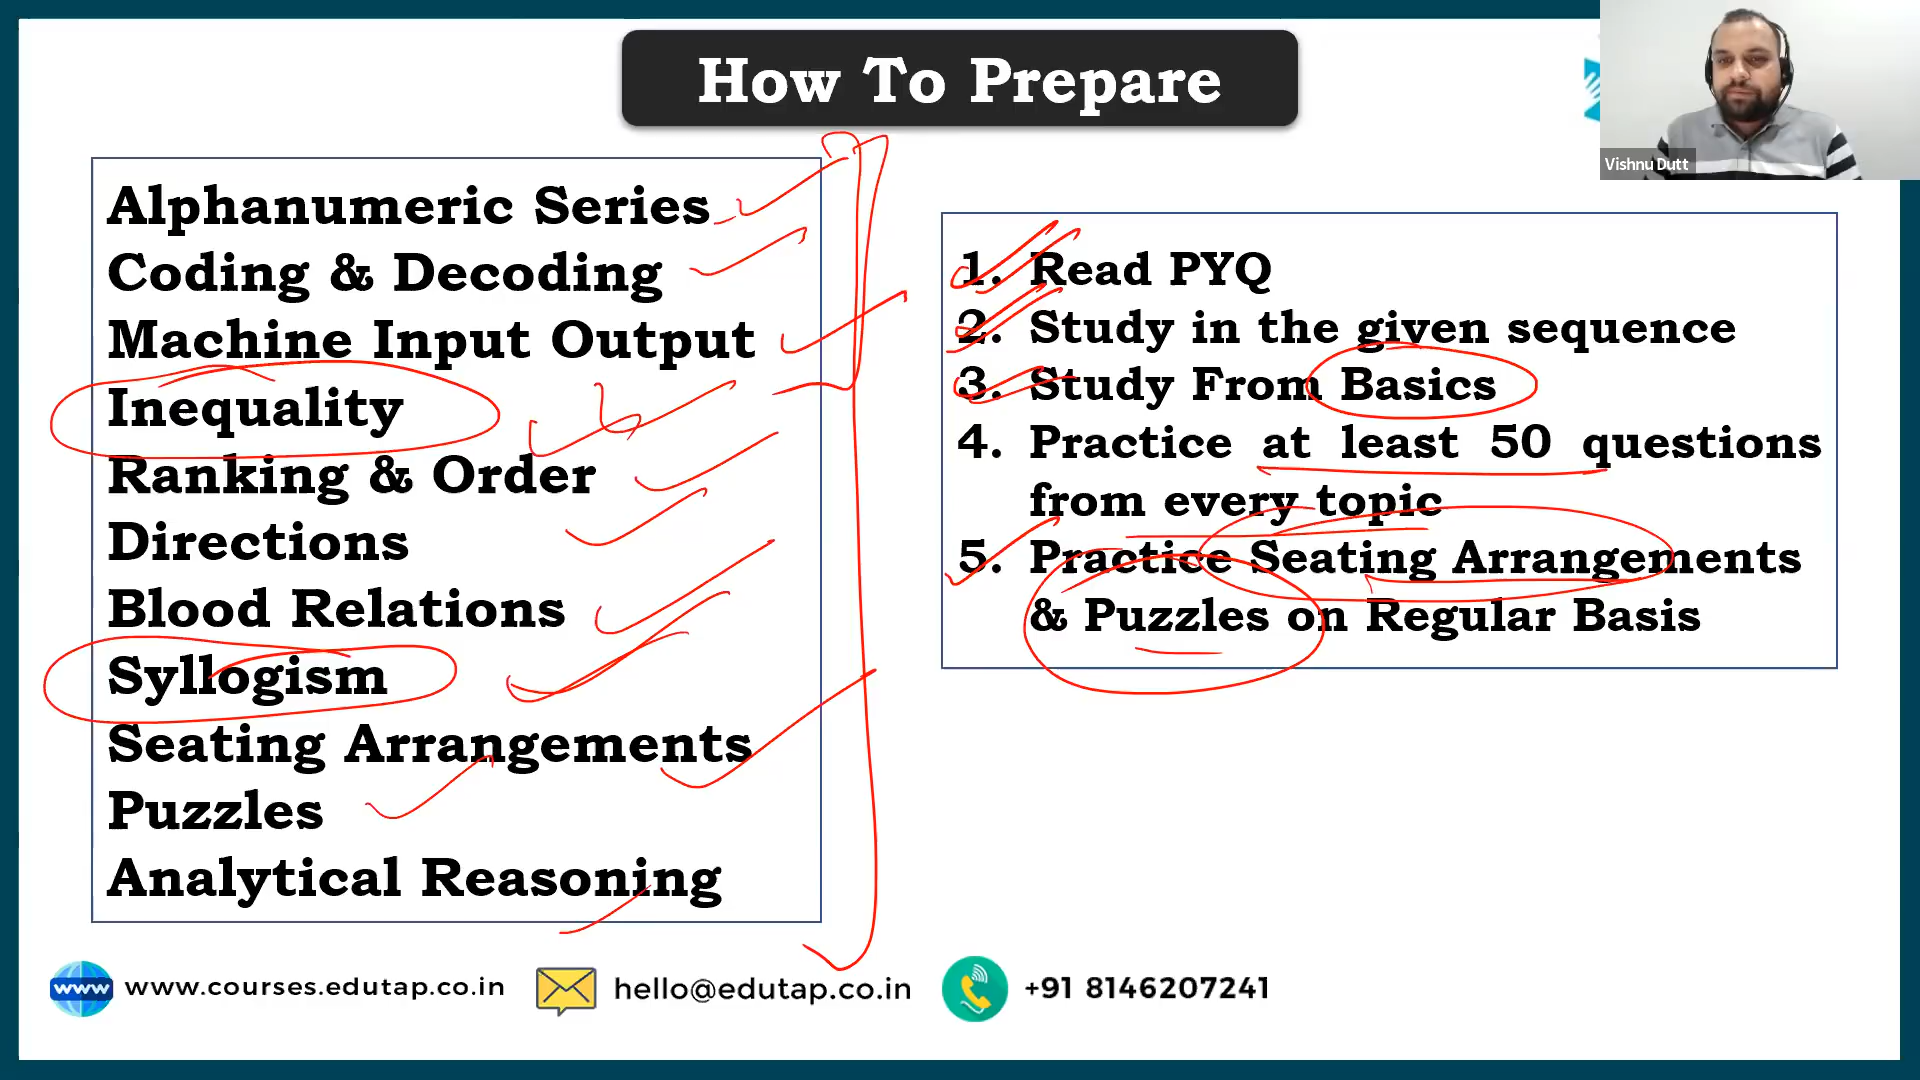 How To Prepare
Vishnu Dutt
Alphanumeric Series
Coding & Decoding
Machine Input Output
Inequality
Ranking & Order
Directions
Blood Relations
Syllogism
Seating Arrangements
Puzzles
Analytical Reasoning
1. Read PYQ
2. Study in the given sequence
3. Study From Basics
4. Practice at least 50 questions
from every topic
5. Practice Seating Arrangements
& Puzzles on Regular Basis
www www.courses.edutap.co.in
hello@edutap.co.in
+91 8146207241